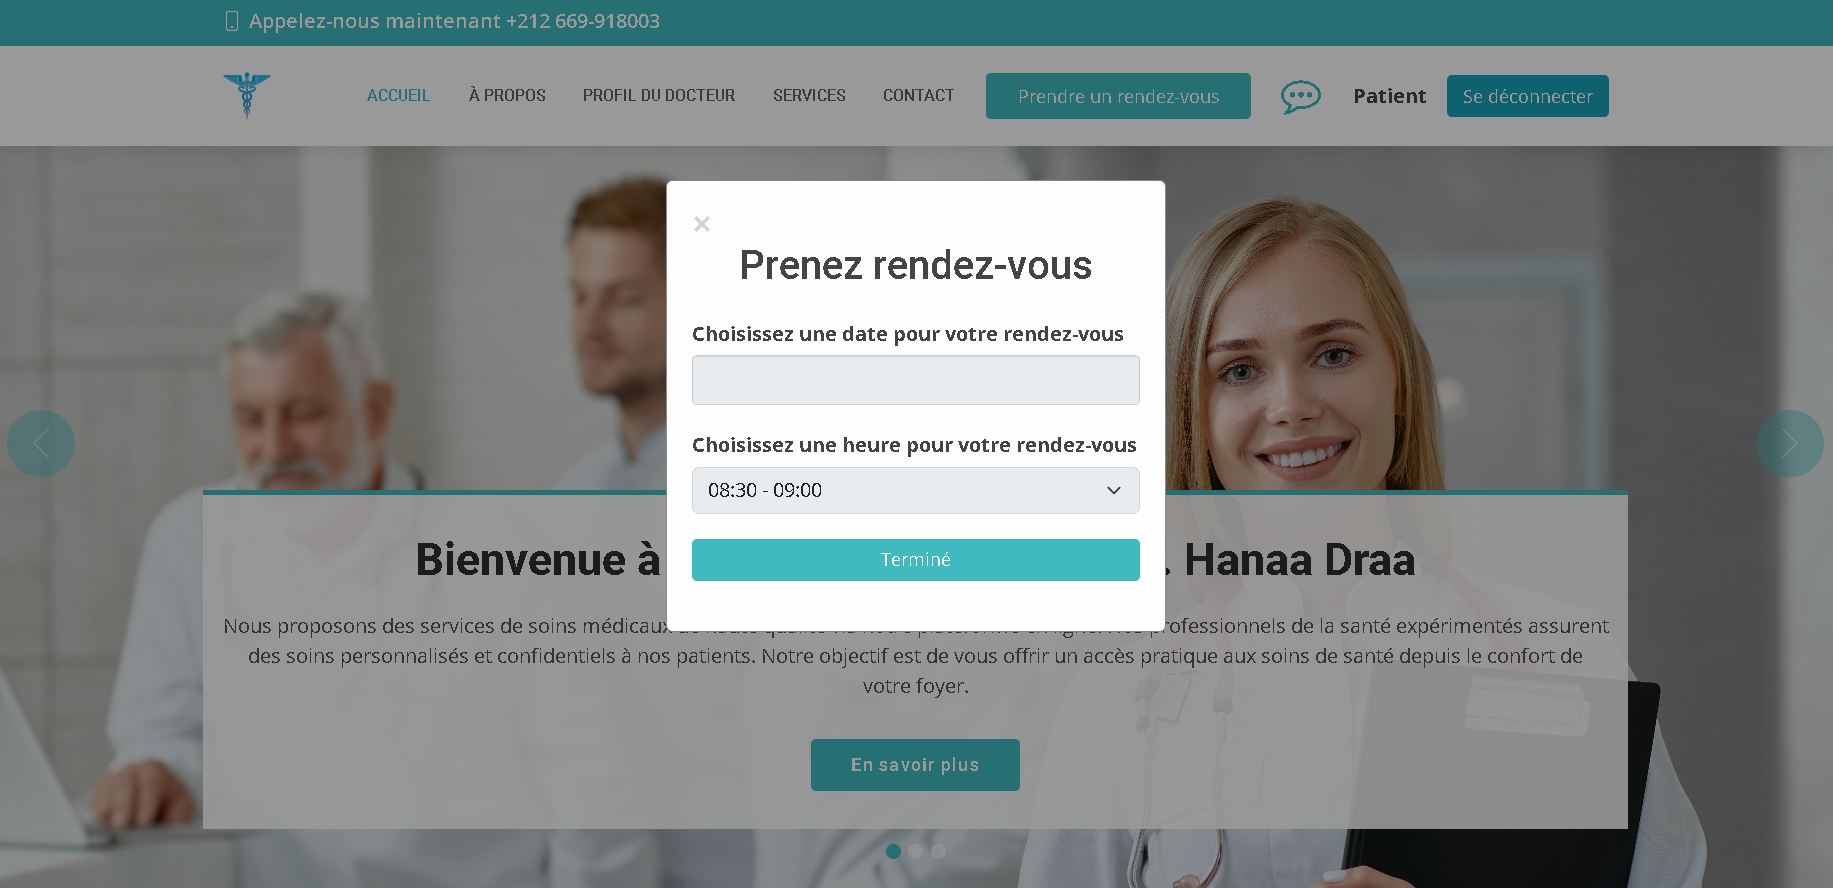 Appelez-nous maintenant +212 669-918003
ACCUEIL
À PROPOS
PROFIL DU DOCTEUR
SERVICES
CONTACT
Prendre un rendez-vous
Patient
Se déconnecter
×
Prenez rendez-vous
Choisissez une date pour votre rendez-vous
Choisissez une heure pour votre rendez-vous
08:30 - 09:00
Terminé
Bienvenue à . Hanaa Draa
Nous proposons des services de soins médicaux professionnels de la santé expérimentés assurent
des soins personnalisés et confidentiels à nos patients. Notre objectif est de vous offrir un accès pratique aux soins de santé depuis le confort de
votre foyer.
En savoir plus